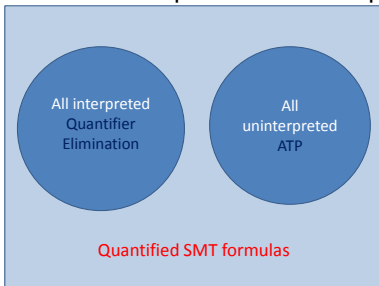 All interpreted
Quantifier
Elimination
All
uninterpreted
ATP
Quantified SMT formulas